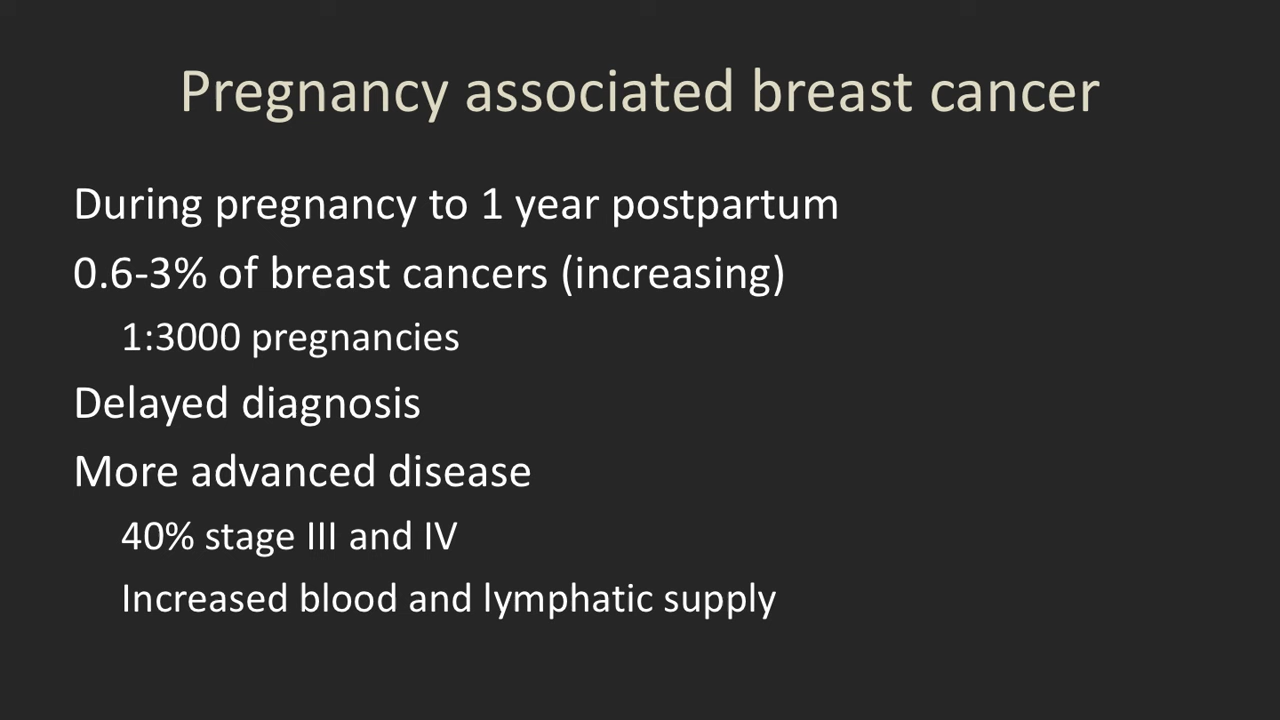 Pregnancy associated breast cancer
During pregnancy to 1 year postpartum
0.6-3% of breast cancers (increasing)
1:3000 pregnancies
Delayed diagnosis
More advanced disease
40% stage III and IV
Increased blood and lymphatic supply